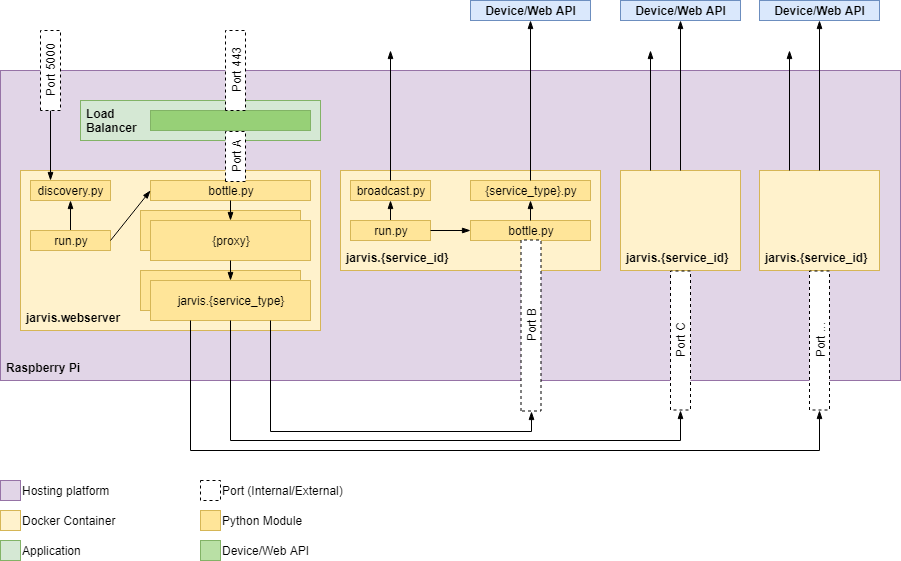 Device/Web API
Device/Web API
Device/Web API
Port 5000
Port 443
Load
Balancer
Port A
discovery.py
bottle.py
broadcast.py
{service_type}.py
run.py
{proxy}
run.py
bottle.py
jarvis.{service_id}
jarvis.{service_id}
jarvis.{service_id}
jarvis.{service_type}
jarvis.webserver
Port B
Port C
Port ...
Raspberry Pi
Hosting platform
Port (Internal/External)
Docker Container
Python Module
Application
Device/Web API